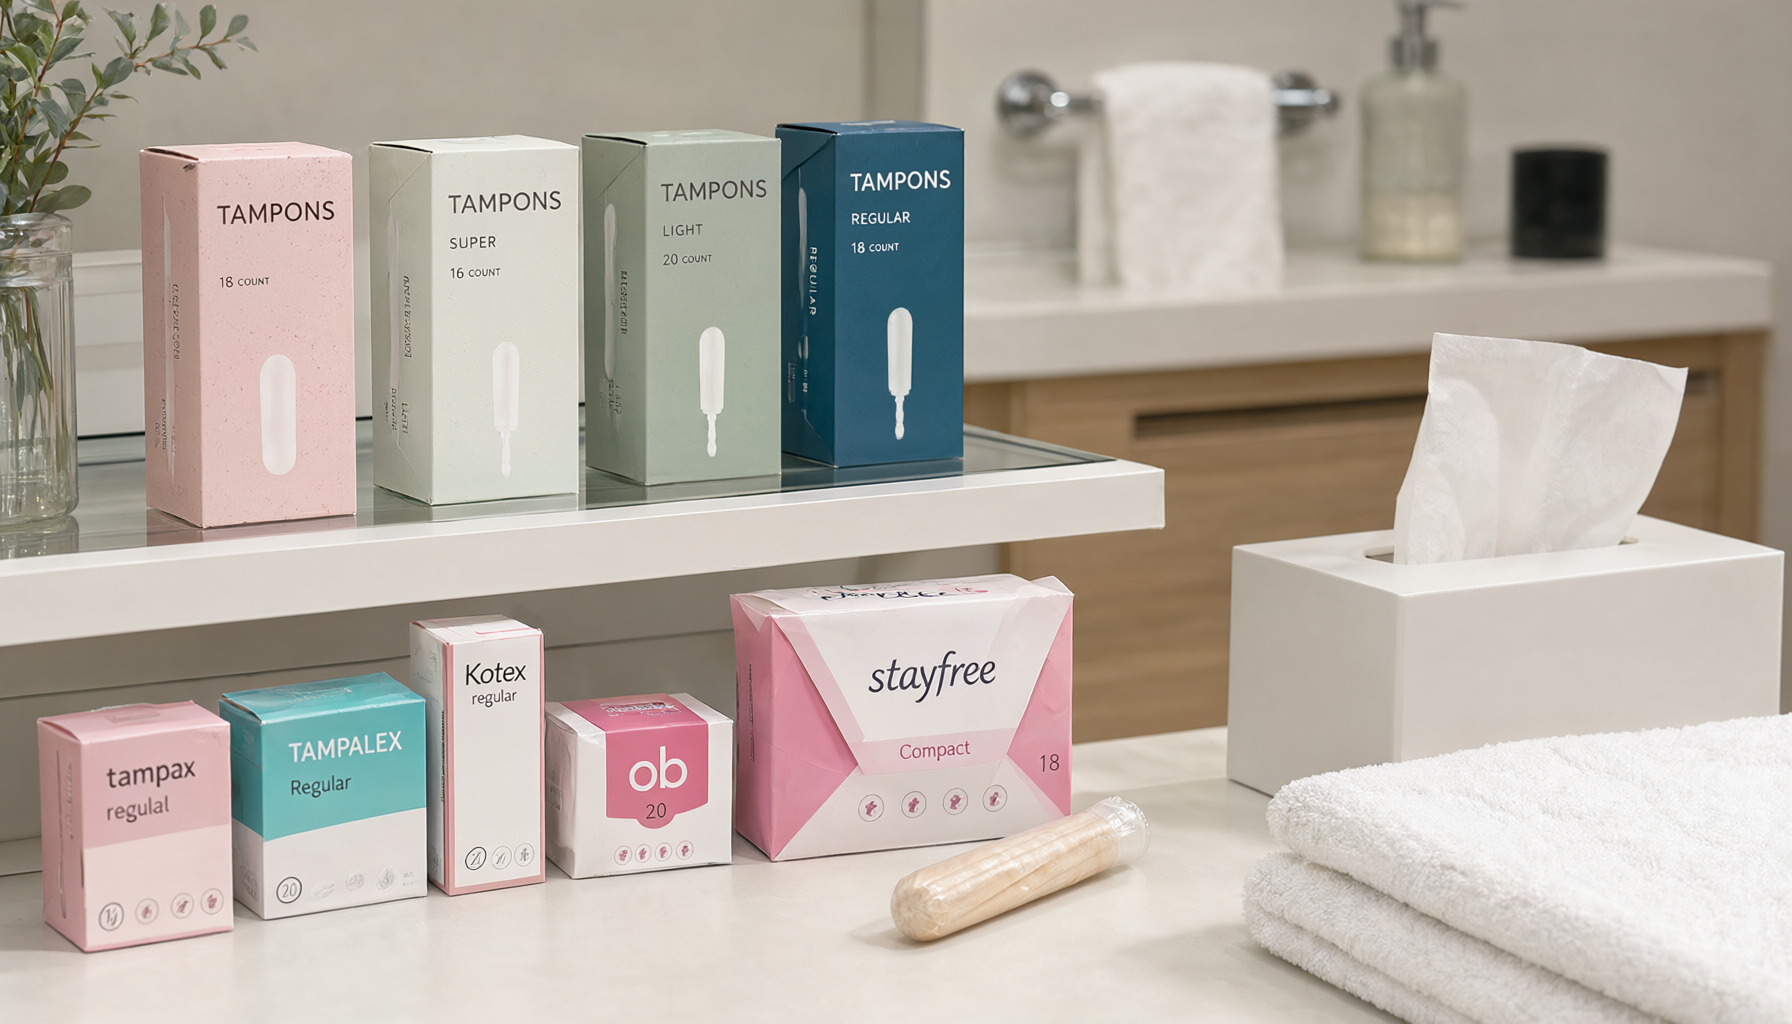 TAMPONS
18 COUNT
TAMPONS
SUPER
16 COUNT
TAMPONS
LIGHT
20 COUNT
TAMPONS
REGULAR
18 COUNT
REGULAR
tampax
regulal
TAMPALEX
Regular
20
Kotex
regular
ob
20
stayfree
Compact
18